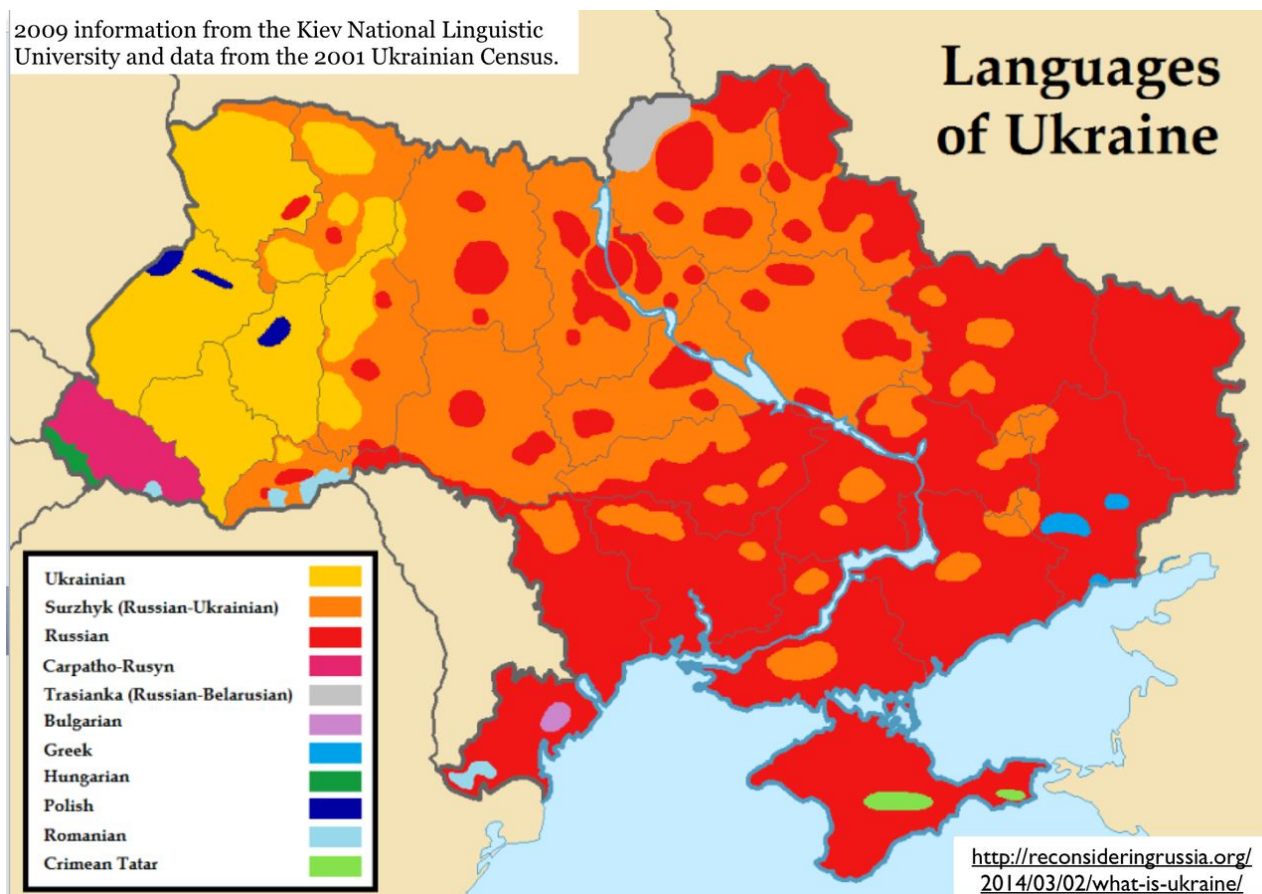 2009 information from the Kiev National Linguistic
University and data from the 2001 Ukrainian Census.
Languages
of Ukraine
Ukrainian
Surzhyk (Russian-Ukrainian)
Russian
Carpatho-Rusyn
Trasianka (Russian-Belarusian)
Bulgarian
Greek
Hungarian
Polish
Romanian
Crimean Tatar
http://reconsideringrussia.org/
2014/03/02/what-is-ukraine/